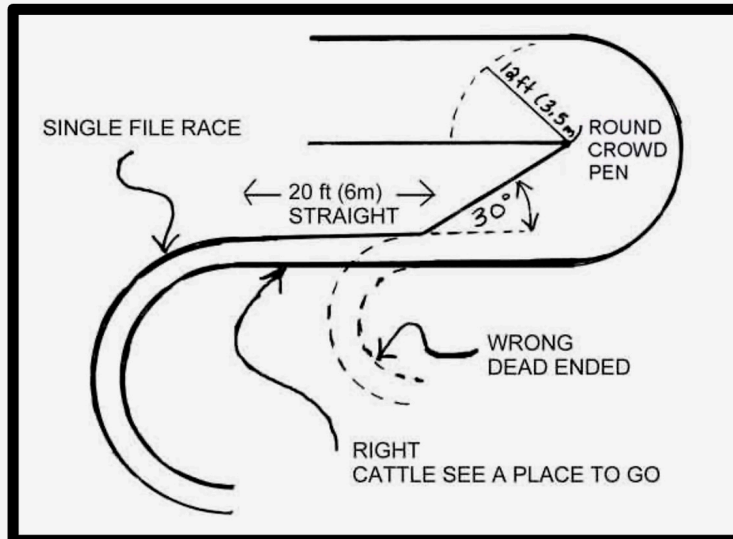 12ft (3,5m)
SINGLE FILE RACE
ROUND
CROWD
PEN
20 ft (6m)
STRAIGHT
30°
WRONG
DEAD ENDED
RIGHT
CATTLE SEE A PLACE TO GO